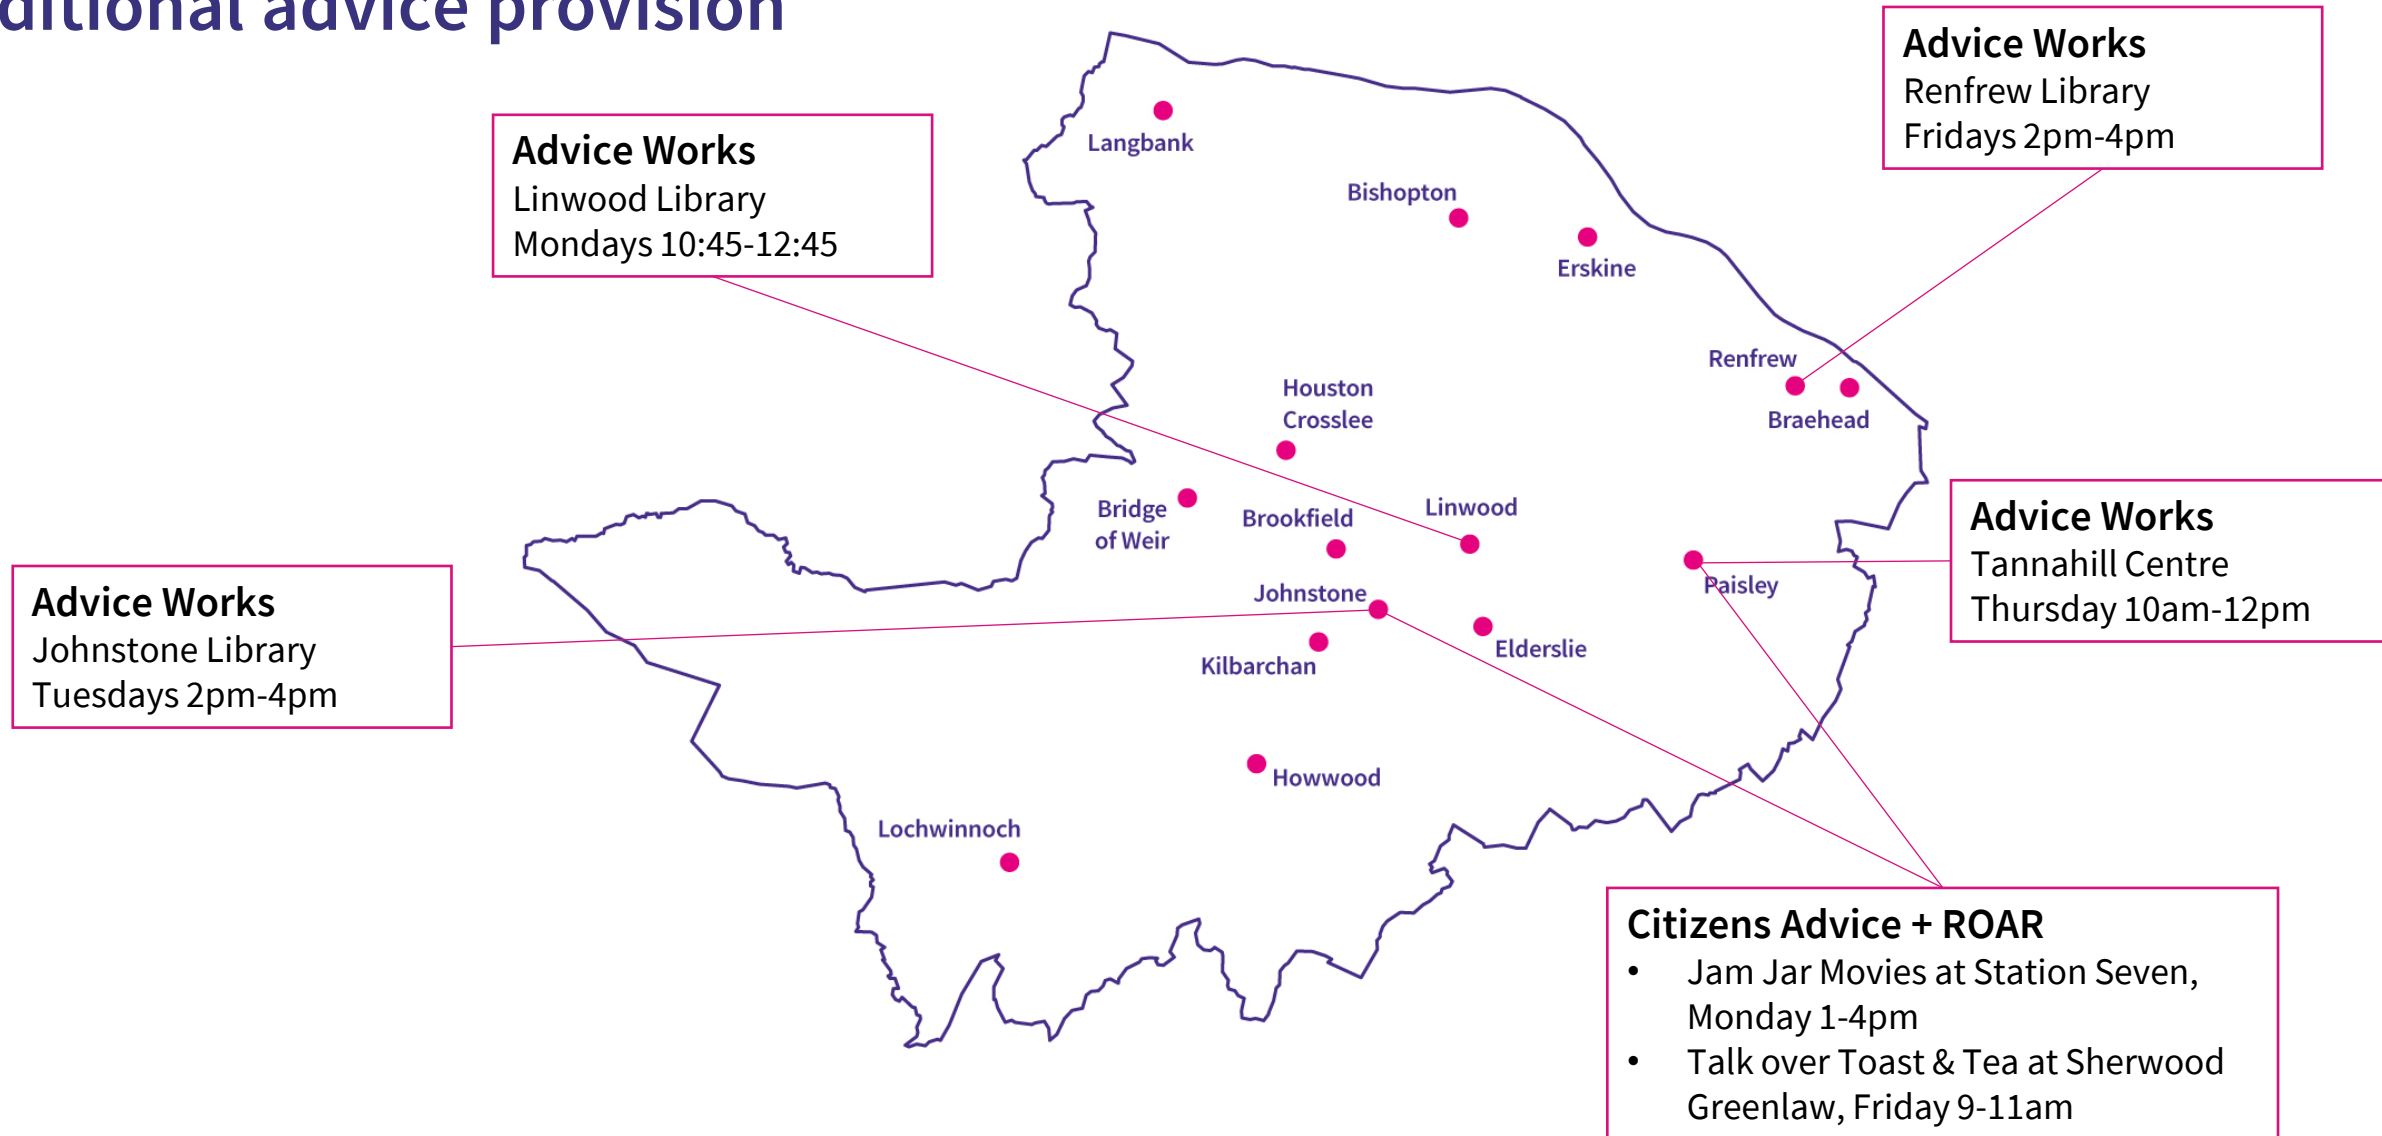 ditional advice provision
Advice Works
Renfrew Library
Fridays 2pm-4pm
Advice Works
Linwood Library
Mondays 10:45-12:45
Langbank
Bishopton
Erskine
Renfrew
Braehead
Houston
Crosslee
Bridge
of Weir
Brookfield
Linwood
Advice Works
Tannahill Centre
Thursday 10am-12pm
Paisley
Johnstone
Advice Works
Johnstone Library
Tuesdays 2pm-4pm
Elderslie
Kilbarchan
Howwood
Lochwinnoch
Citizens Advice + ROAR
• Jam Jar Movies at Station Seven,
Monday 1-4pm
• Talk over Toast & Tea at Sherwood
Greenlaw, Friday 9-11am